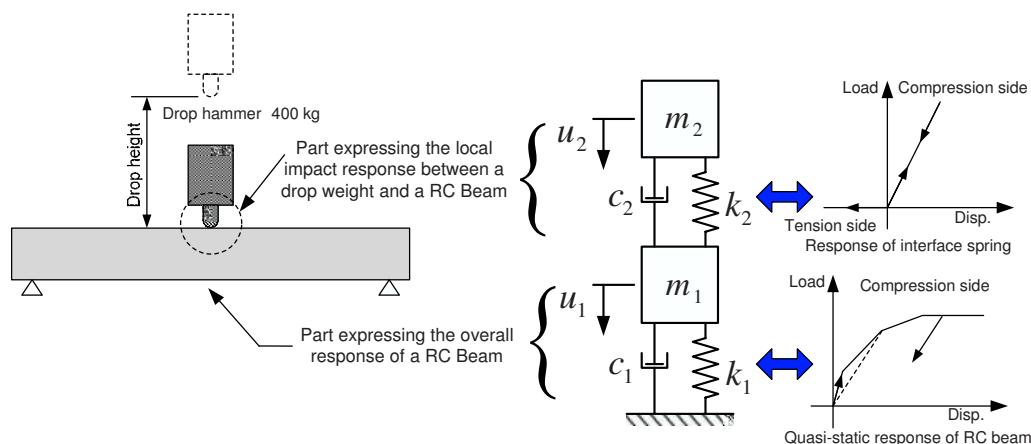 Drop hammer 400 kg
Drop height
Part expressing the local
impact response between a
drop weight and a RC Beam
Part expressing the overall
response of a RC Beam
u2
m2
c2
k2
u1
m1
c1
k1
Load
Compression side
Disp.
Tension side
Response of interface spring
Load
Compression side
Disp.
Quasi-static response of RC beam